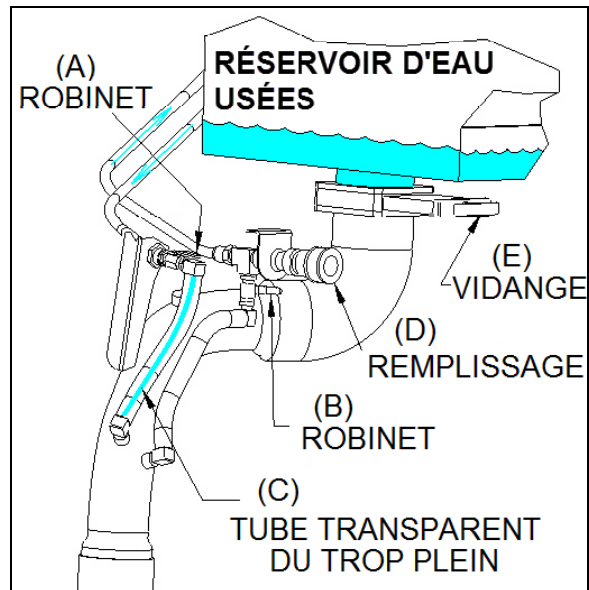 (A)
ROBINET
RÉSERVOIR D'EAU
USÉES
(E)
VIDANGE
(D)
REMPLISSAGE
(B)
ROBINET
(C)
TUBE TRANSPARENT
DU TROP PLEIN